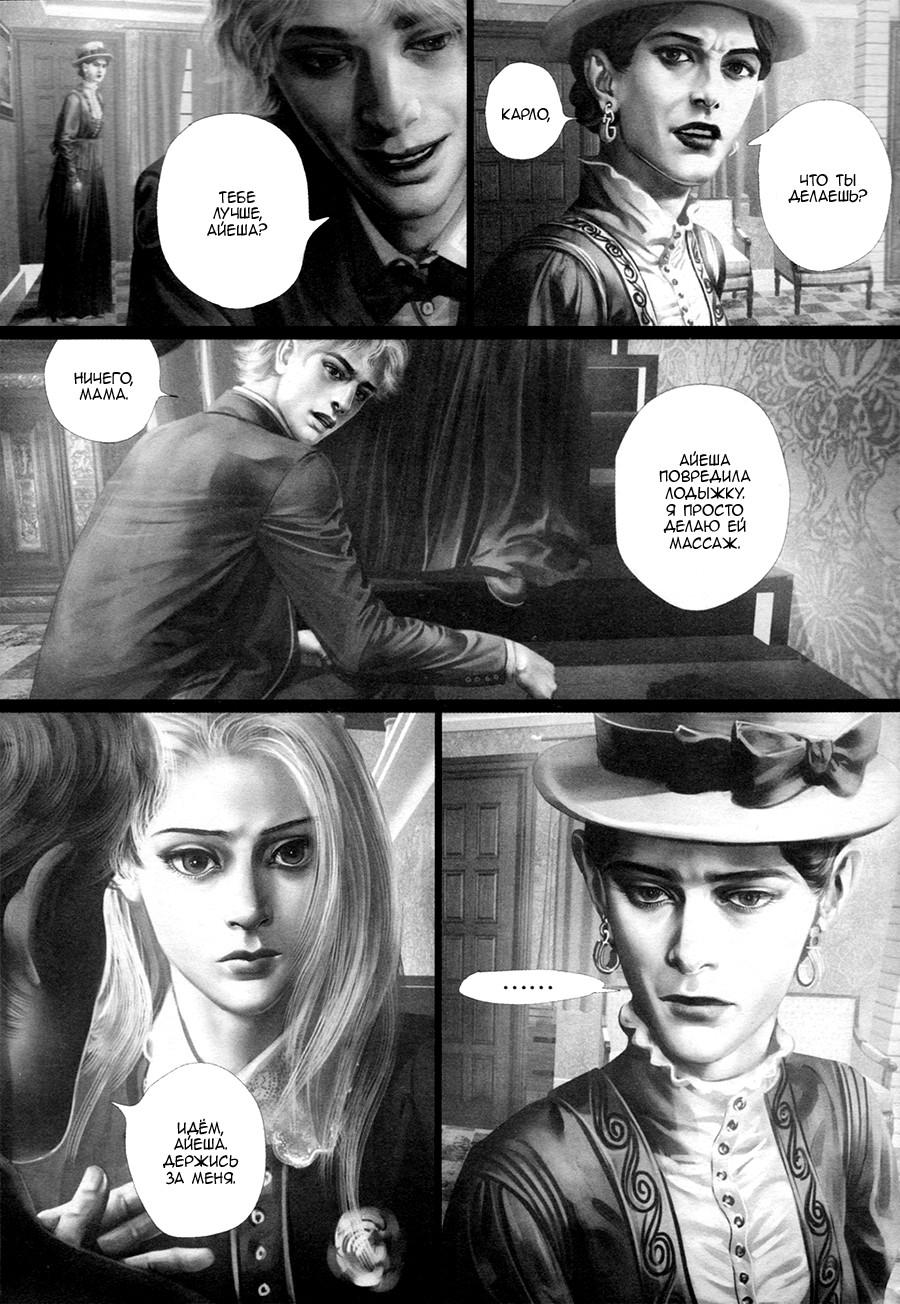 ТЕБЕ
ЛУЧШЕ,
АЙЕША?
КАРЛО,
ЧТО ТЫ
ДЕЛАЕШЬ?
НИЧЕГО,
МАМА.
АЙЕША
ПОВРЕДИЛА
ЛОДЫЖКУ.
Я ПРОСТО
ДЕЛАЮ ЕЙ
МАССАЖ.
......
ИДЁМ,
АЙЕША.
ДЕРЖИСЬ
ЗА МЕНЯ.